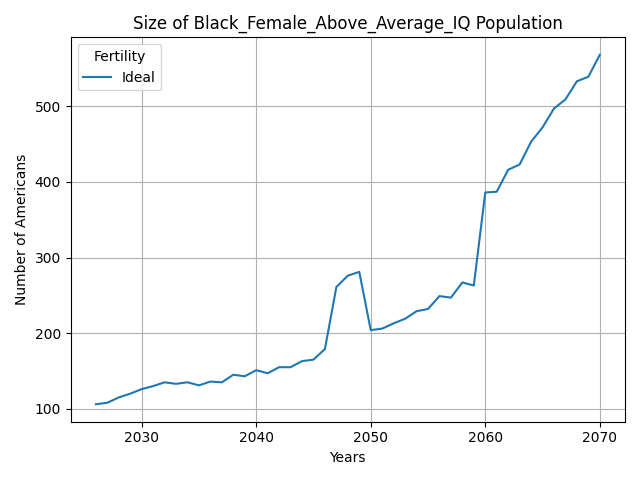 Size of Black_Female_Above_Average_IQ Population
Fertility
Ideal
Number of Americans
500
400
300
200
100
2030 2040 2050 2060 2070
Years